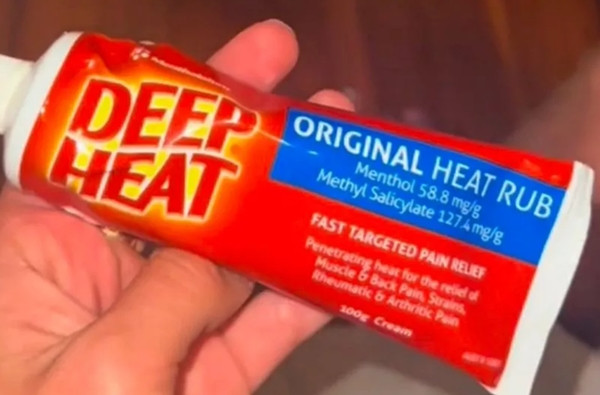 DEEP
HEAT
ORIGINAL HEAT RUB
Menthol 58.8 mg/g
Methyl Salicylate 127.4 mg/g
FAST TARGETED PAIN RELIEF
Penetrating heat for the relief of
Muscle & Back Pain, Strains,
Rheumatic & Arthritic Pain
100g Cream